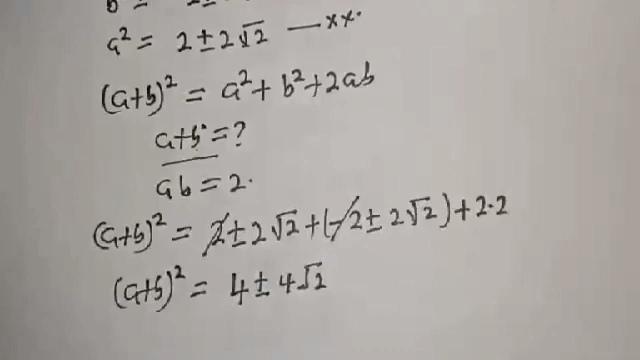 b =
a² = 2 ± 2√2 — xx.
(a+b)² = a² + b² + 2ab
a+b = ?
ab = 2.
(a+b)² = 2 ± 2√2 + (-2 ± 2√2) + 2·2
(a+b)² = 4 ± 4√2